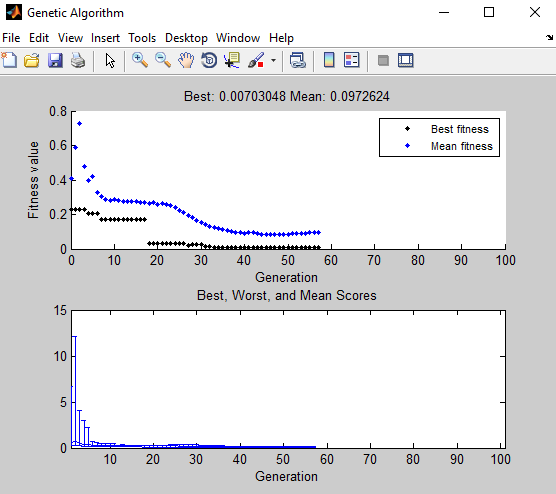 Genetic Algorithm
File Edit View Insert Tools Desktop Window Help
Best: 0.00703048 Mean: 0.0972624
0.8
0.6
0.4
0.2
0
Fitness value
Best fitness
Mean fitness
0 10 20 30 40 50 60 70 80 90 100
Generation
Best, Worst, and Mean Scores
15
10
5
0
10 20 30 40 50 60 70 80 90 100
Generation